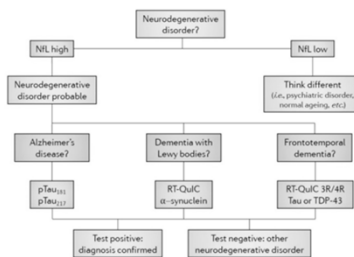 Neurodegenerative
disorder?
NfL high
NfL low
Neurodegenerative
disorder probable
Think different
(i.e., psychiatric disorder,
normal ageing, etc.)
Alzheimer's
disease?
Dementia with
Lewy bodies?
Frontotemporal
dementia?
pTau181
pTau217
RT-QuIC
α-synuclein
RT-QuIC 3R/4R
Tau or TDP-43
Test positive:
diagnosis confirmed
Test negative: other
neurodegenerative disorder